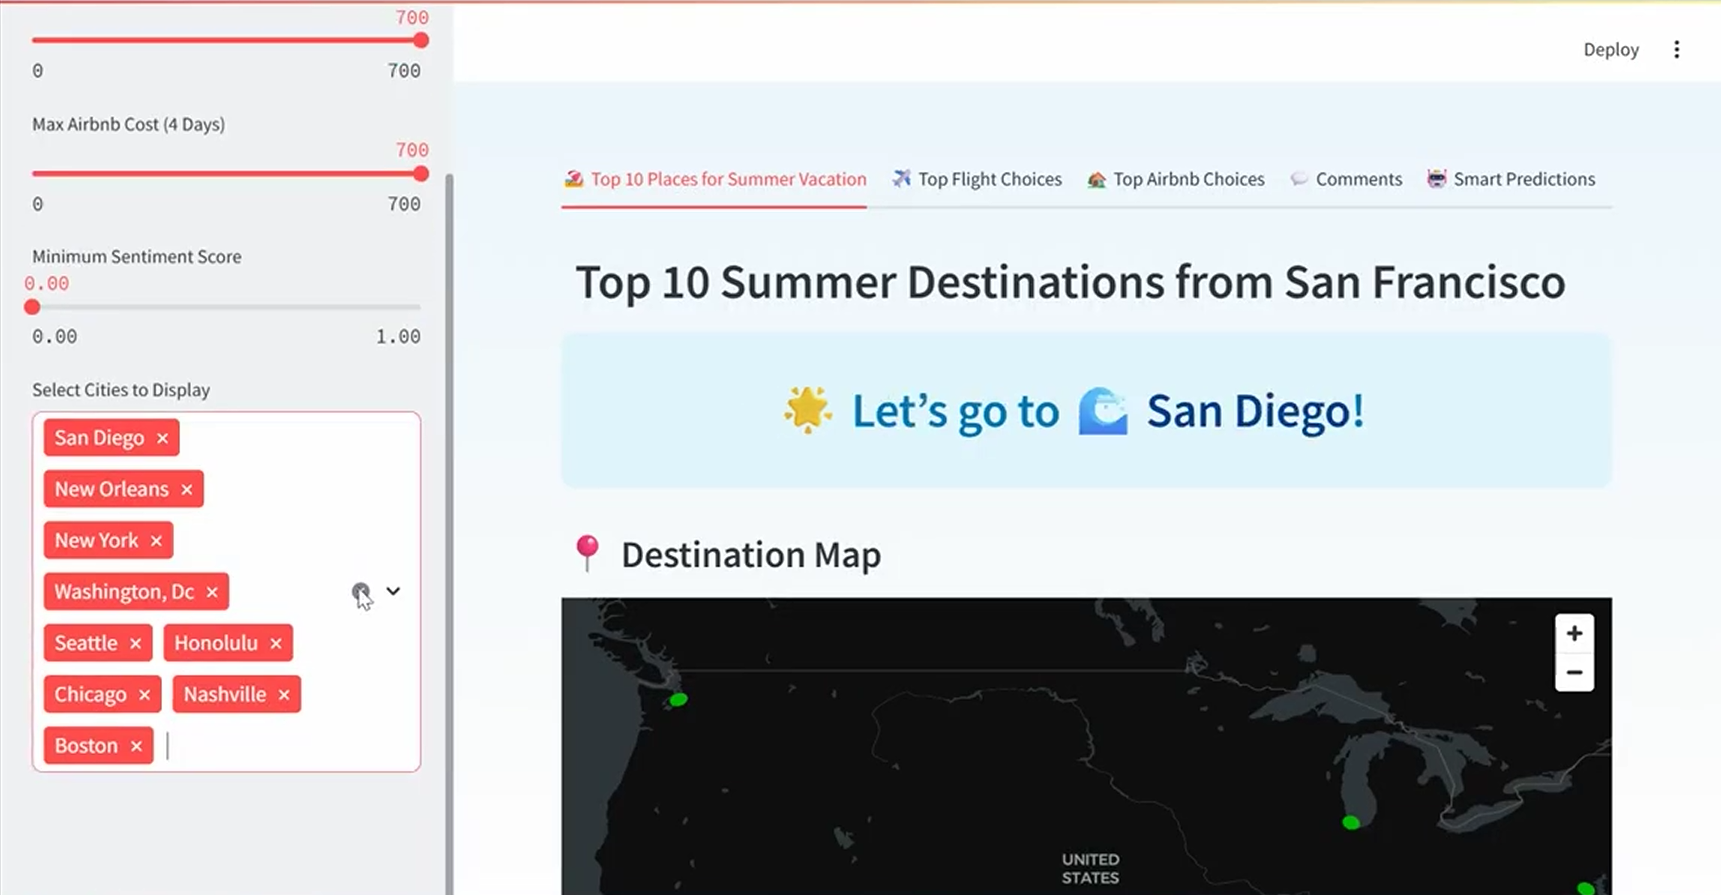 700
0 700
Max Airbnb Cost (4 Days)
700
0 700
Minimum Sentiment Score
0.00
0.00 1.00
Select Cities to Display
San Diego ×
New Orleans ×
New York ×
Washington, Dc ×
Seattle × Honolulu ×
Chicago × Nashville ×
Boston ×
Deploy
Top 10 Places for Summer Vacation Top Flight Choices Top Airbnb Choices Comments Smart Predictions
Top 10 Summer Destinations from San Francisco
Let's go to San Diego!
Destination Map
+
−
UNITED
STATES